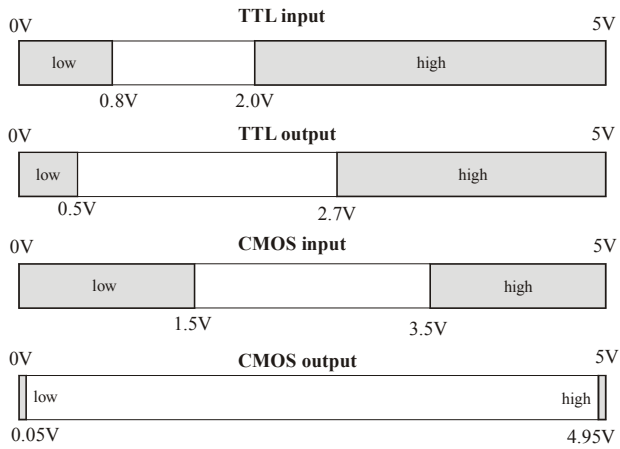 TTL input
0V 5V
low high
0.8V 2.0V
0V TTL output 5V
low high
0.5V 2.7V
0V CMOS input 5V
low high
1.5V 3.5V
0V CMOS output 5V
low high
0.05V 4.95V